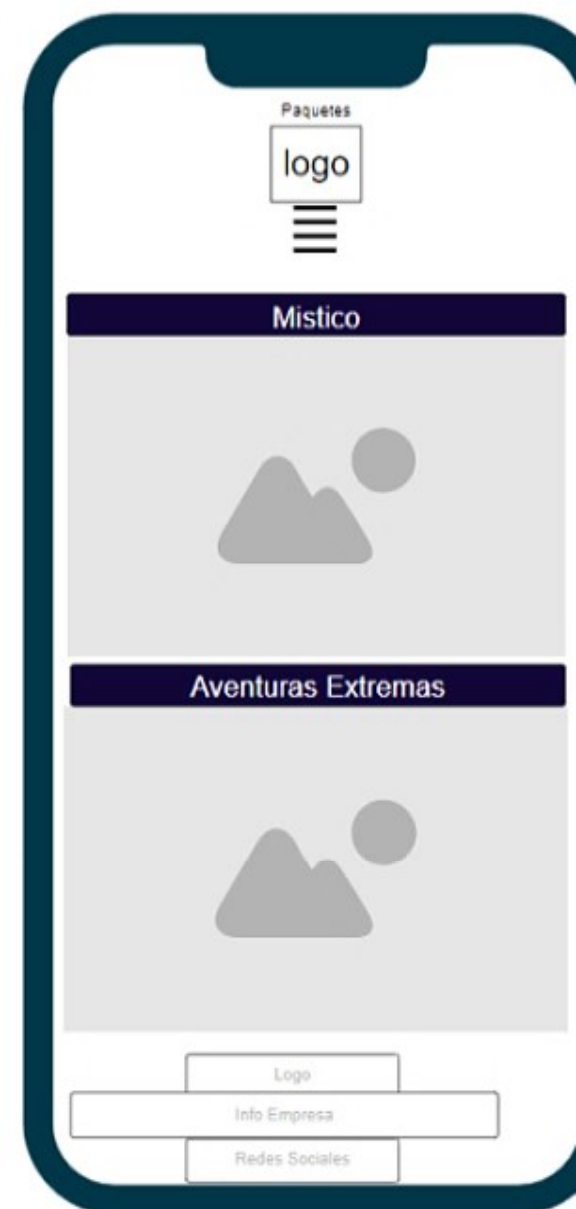 Paquetes
logo
Mistico
Aventuras Extremas
Logo
Info Empresa
Redes Sociales